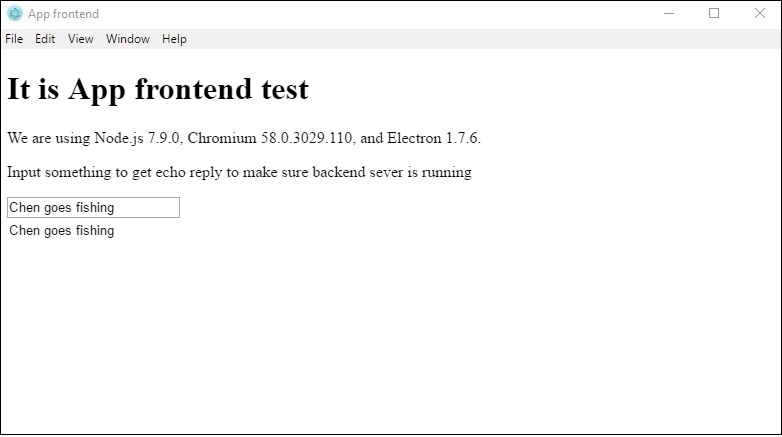 App frontend
File Edit View Window Help
It is App frontend test
We are using Node.js 7.9.0, Chromium 58.0.3029.110, and Electron 1.7.6.
Input something to get echo reply to make sure backend sever is running
Chen goes fishing
Chen goes fishing